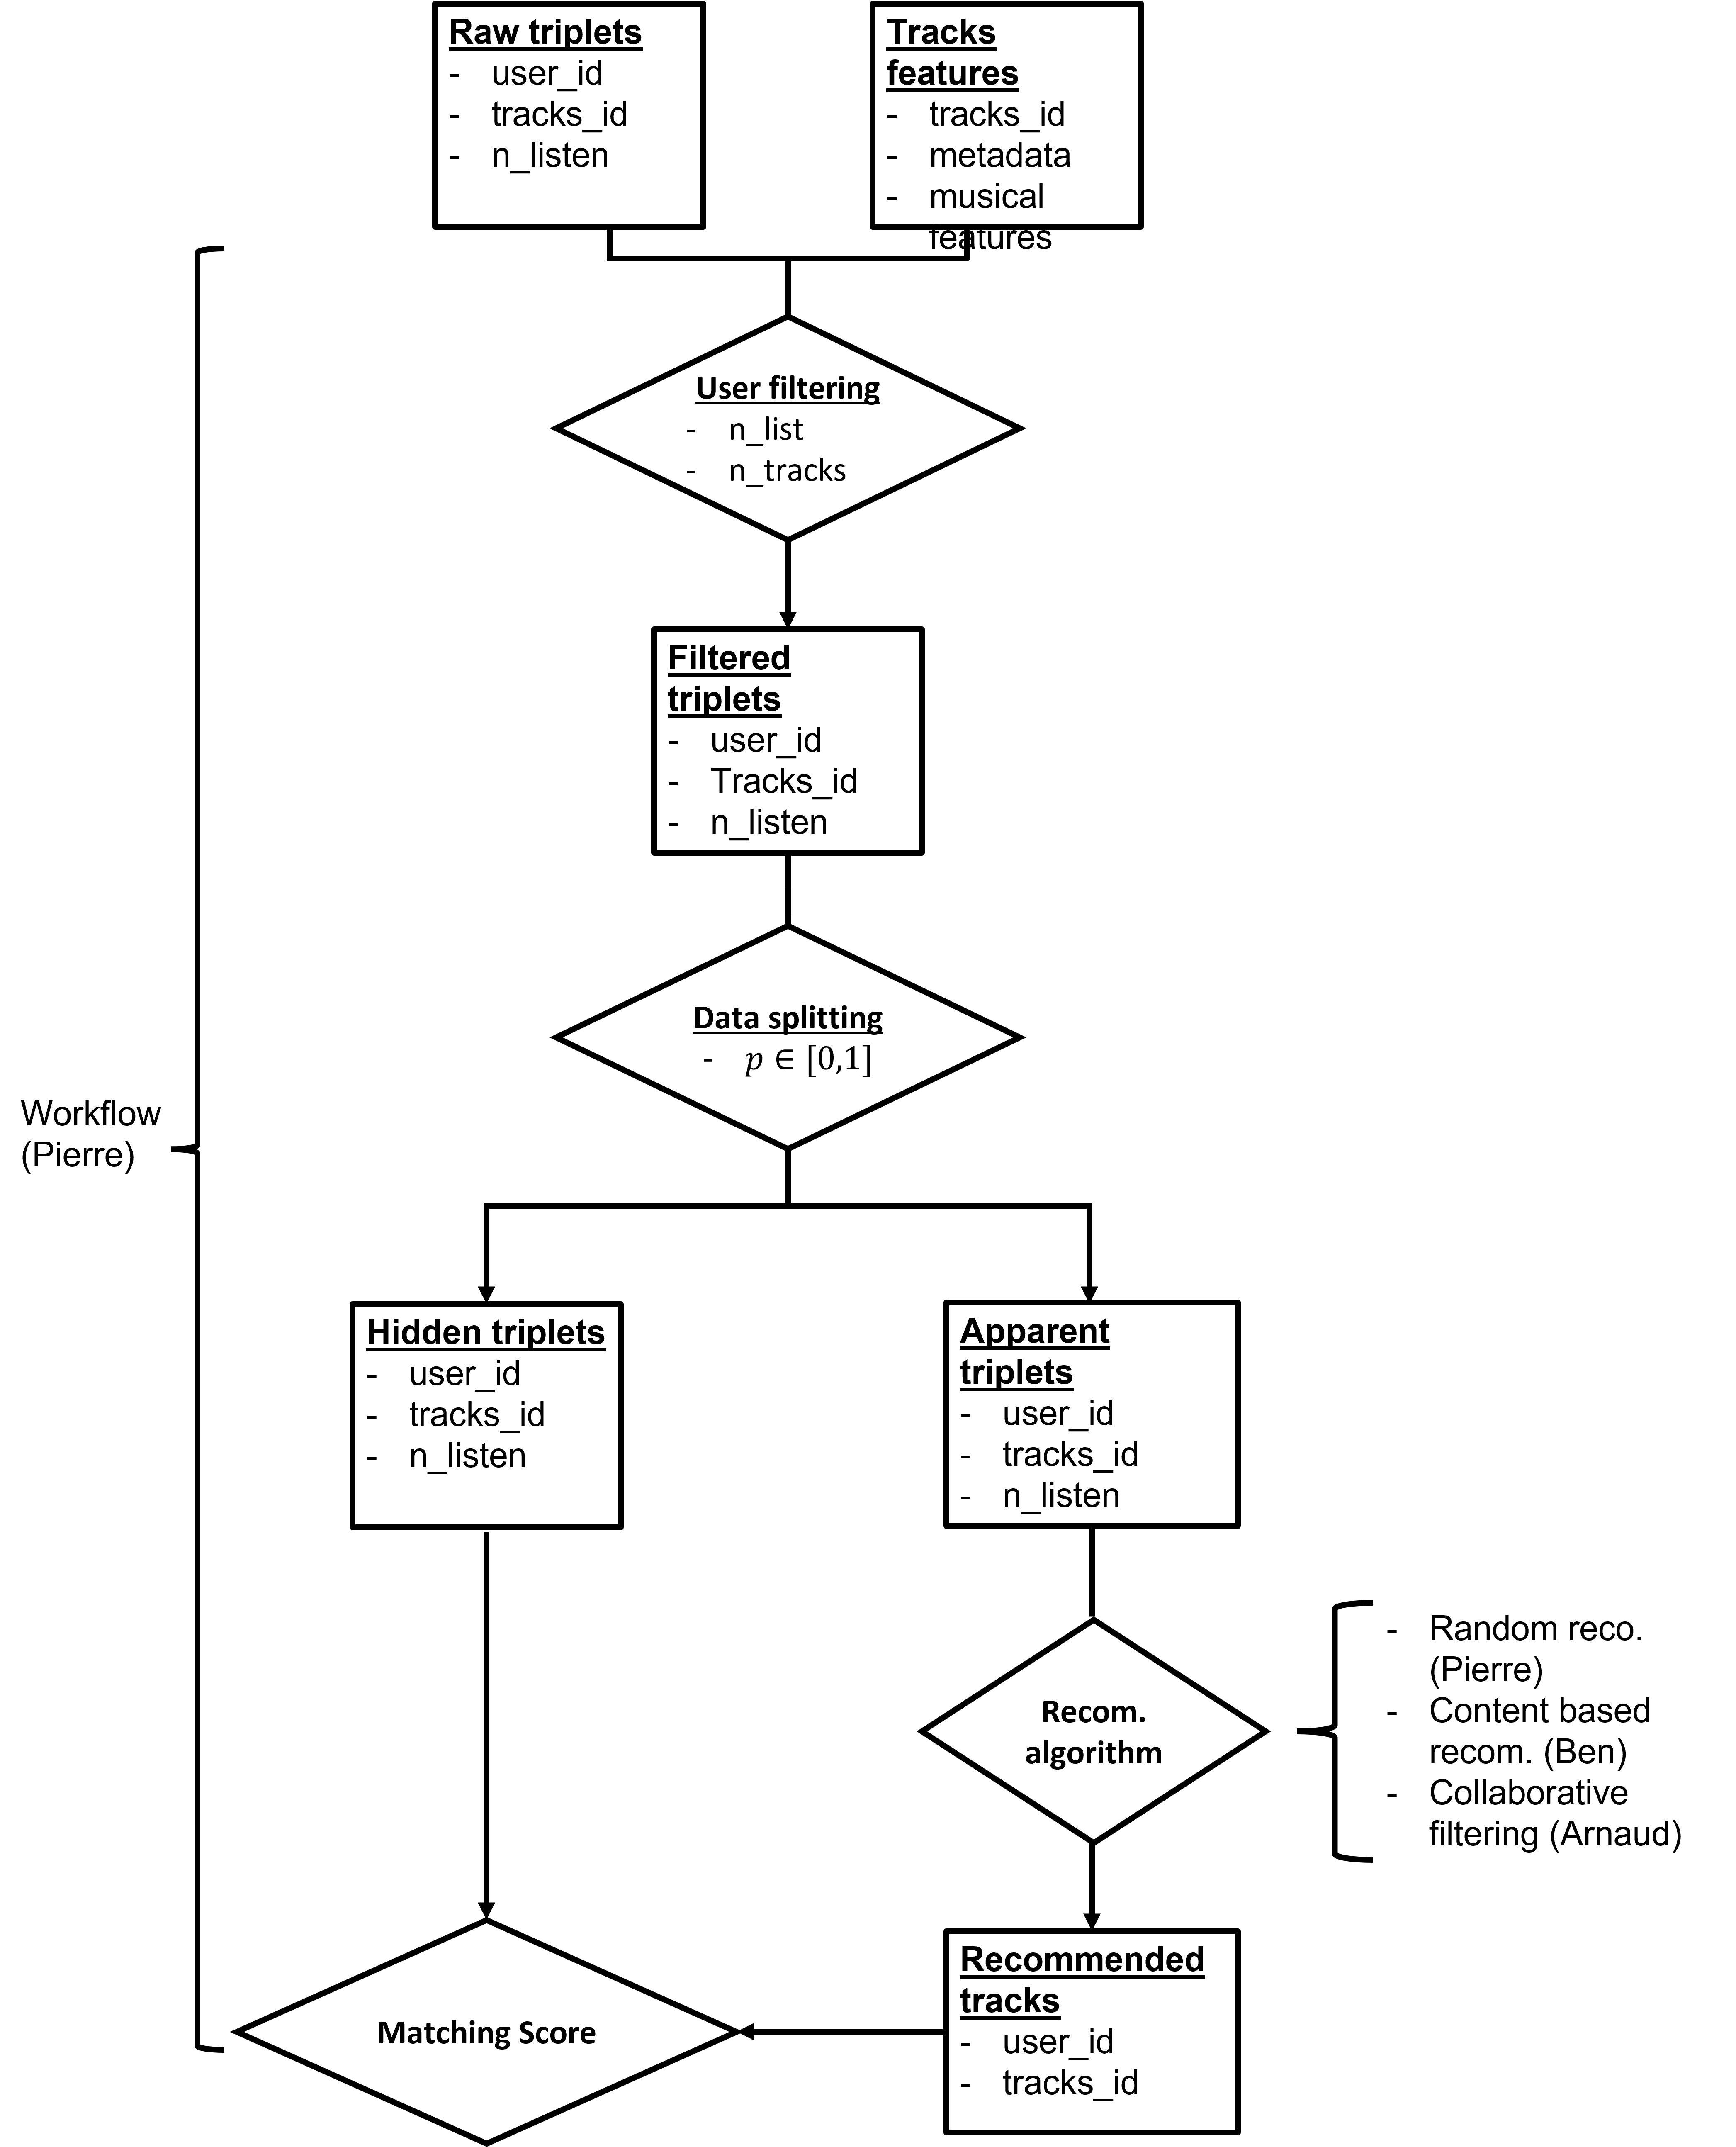 Raw triplets
- user_id
- tracks_id
- n_listen
Tracks
features
- tracks_id
- metadata
- musical
features
User filtering
- n_list
- n_tracks
Filtered
triplets
- user_id
- Tracks_id
- n_listen
Data splitting
- p ∈ [0,1]
Workflow
(Pierre)
Hidden triplets
- user_id
- tracks_id
- n_listen
Apparent
triplets
- user_id
- tracks_id
- n_listen
Recom.
algorithm
- Random reco.
(Pierre)
- Content based
recom. (Ben)
- Collaborative
filtering (Arnaud)
Matching Score
Recommended
tracks
- user_id
- tracks_id